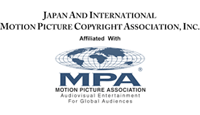 JAPAN AND INTERNATIONAL
MOTION PICTURE COPYRIGHT ASSOCIATION, INC.
Affiliated With
MPA
MOTION PICTURE ASSOCIATION
Audiovisual Entertainment
For Global Audiences